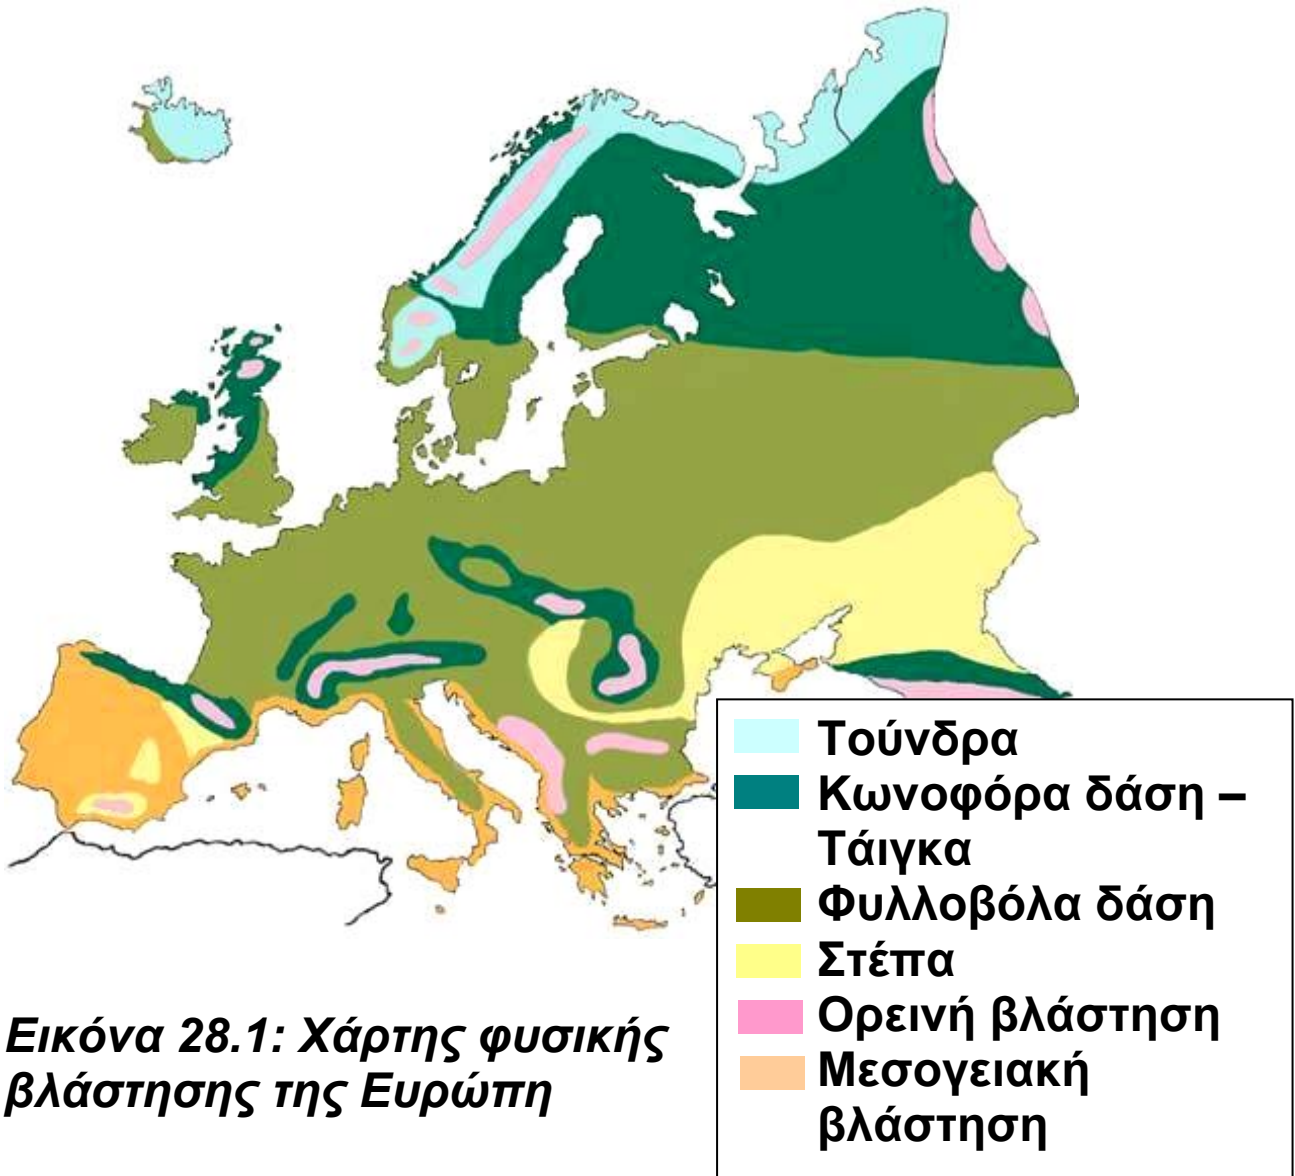 Τούνδρα
Κωνοφόρα δάση –
Τάιγκα
Φυλλοβόλα δάση
Στέπα
Ορεινή βλάστηση
Μεσογειακή
βλάστηση
Εικόνα 28.1: Χάρτης φυσικής
βλάστησης της Ευρώπη